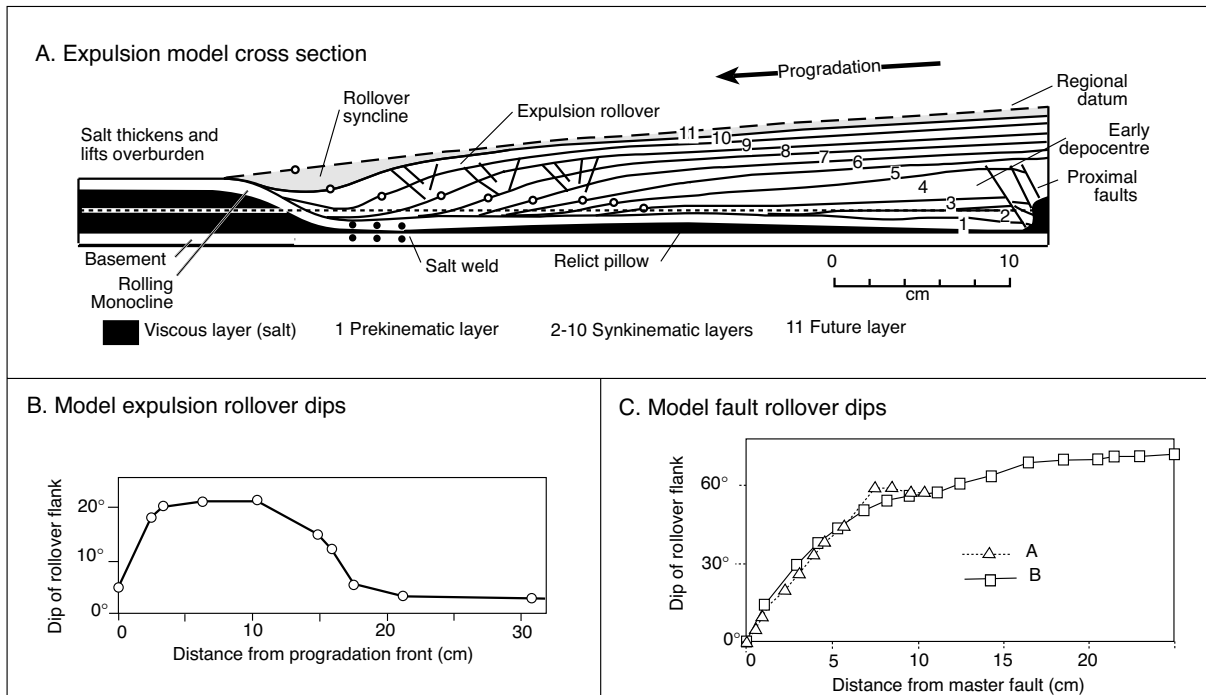 A. Expansion model cross section
Progradation
Regional
datum
Rollover
syncline
Expulsion rollover
Salt thickens and
lifts overburden
Early
depocentre
Proximal
faults
11
10
9
8
7
6
5
4
3
2
1
Basement
Rolling
Monocline
Salt weld
Relict pillow
0
10
cm
Viscous layer (salt)
1 Prekinematic layer
2-10 Synkinematic layers
11 Future layer
B. Model expulsion rollover dips
Dip of rollover flank
20°
10°
0°
0
10
20
30
Distance from progradation front (cm)
C. Model fault rollover dips
Dip of rollover flank
60°
30°
0°
A
B
0
5
10
15
20
Distance from master fault (cm)